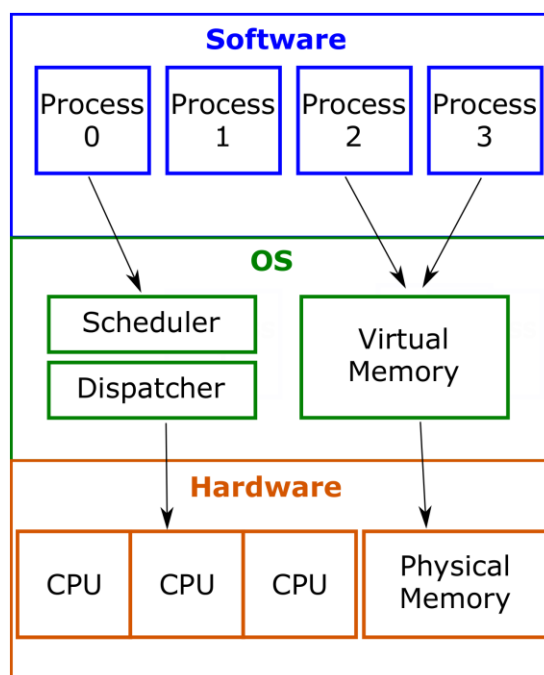 Software
Process
0
Process
1
Process
2
Process
3
OS
Scheduler
Dispatcher
Virtual
Memory
Hardware
CPU
CPU
CPU
Physical
Memory